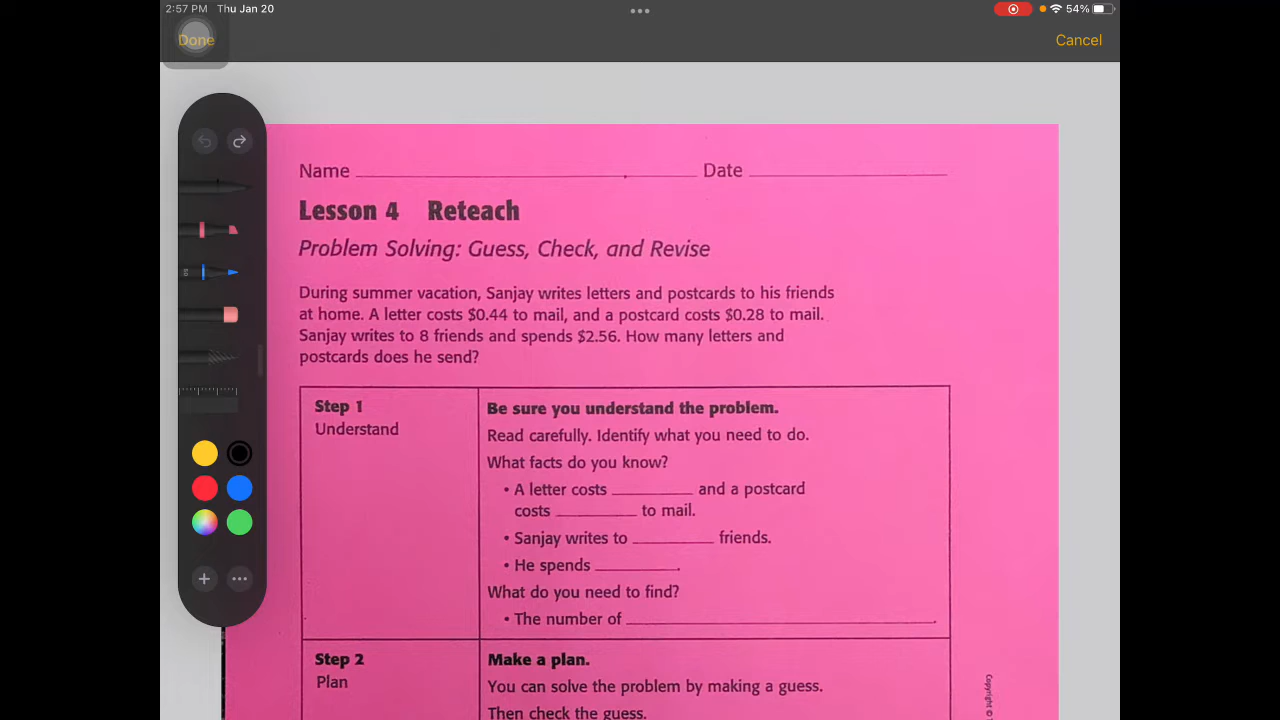 2:57 PM Thu Jan 20
54%
Done
Cancel
Name Date
Lesson 4 Reteach
Problem Solving: Guess, Check, and Revise
During summer vacation, Sanjay writes letters and postcards to his friends
at home. A letter costs $0.44 to mail, and a postcard costs $0.28 to mail.
Sanjay writes to 8 friends and spends $2.56. How many letters and
postcards does he send?
Step 1
Understand
Be sure you understand the problem.
Read carefully. Identify what you need to do.
What facts do you know?
• A letter costs ________ and a postcard
costs ________ to mail.
• Sanjay writes to ________ friends.
• He spends ________.
What do you need to find?
• The number of ________.
Step 2
Plan
Make a plan.
You can solve the problem by making a guess.
Then check the guess.
Copyright ©